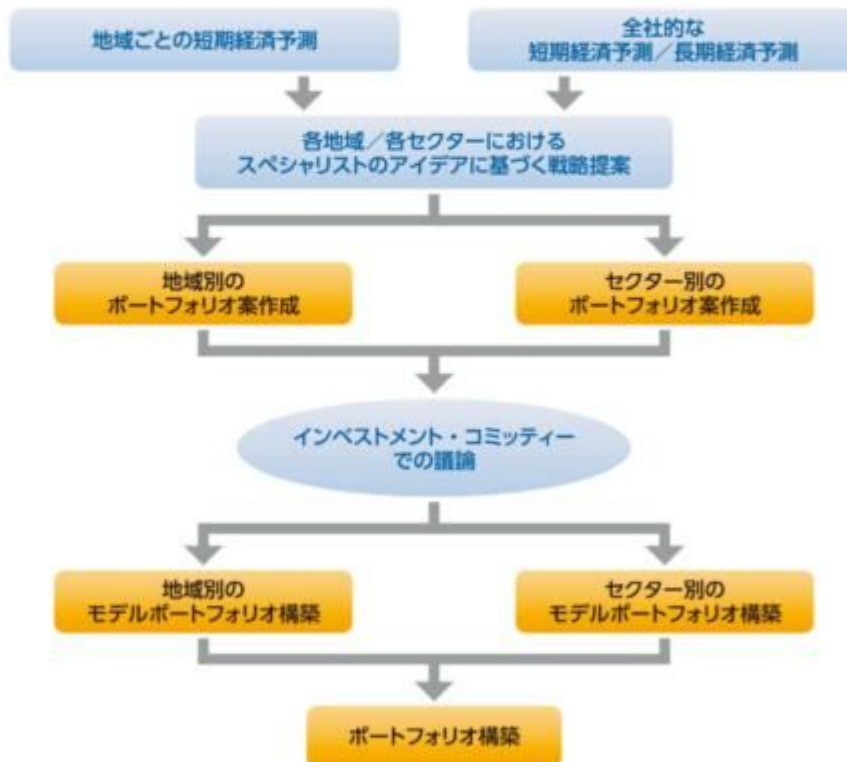 地域ごとの短期経済予測
全社的な
短期経済予測／長期経済予測
各地域／各セクターにおける
スペシャリストのアイデアに基づく戦略提案
地域別の
ポートフォリオ案作成
セクター別の
ポートフォリオ案作成
インベストメント・コミッティー
での議論
地域別の
モデルポートフォリオ構築
セクター別の
モデルポートフォリオ構築
ポートフォリオ構築